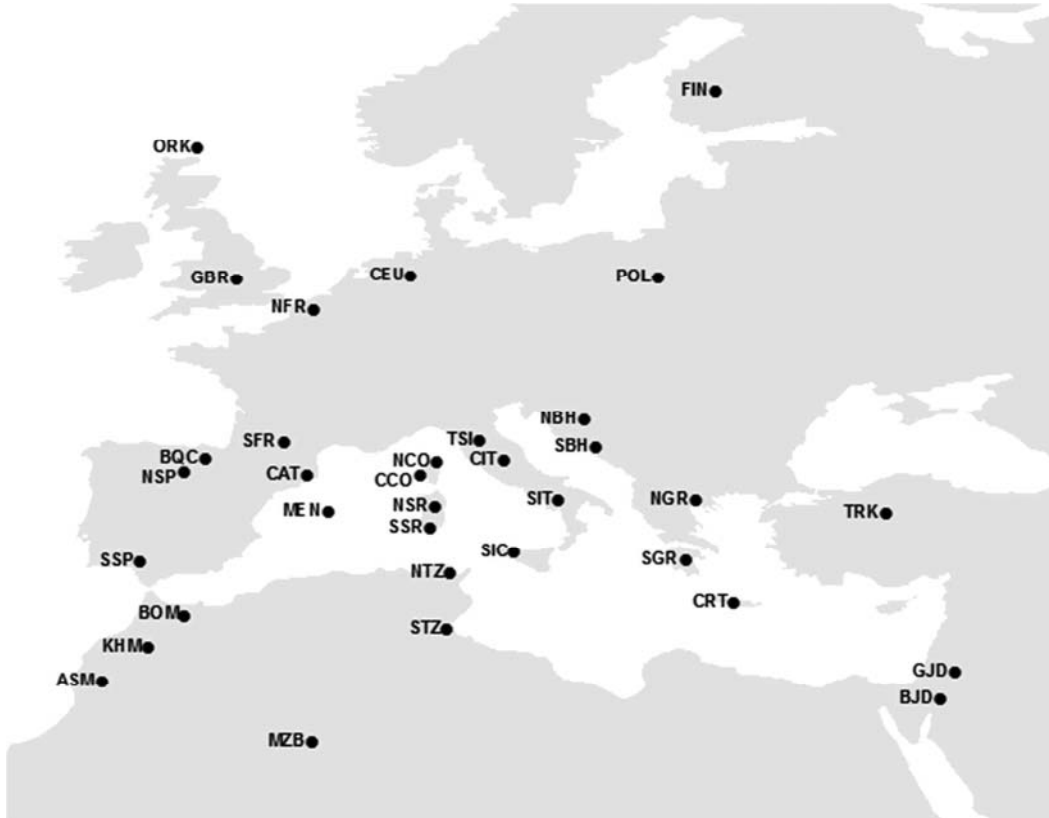 FIN
ORK
GBR
CEU
POL
NFR
NBH
SFR
TSI
SBH
BQC
NCO
CIT
NSP
CAT
CCO
MEN
NSR
SIT
NGR
TRK
SSR
SSP
SIC
SGR
NTZ
CRT
BOM
STZ
KHM
GJD
ASM
BJD
MZB